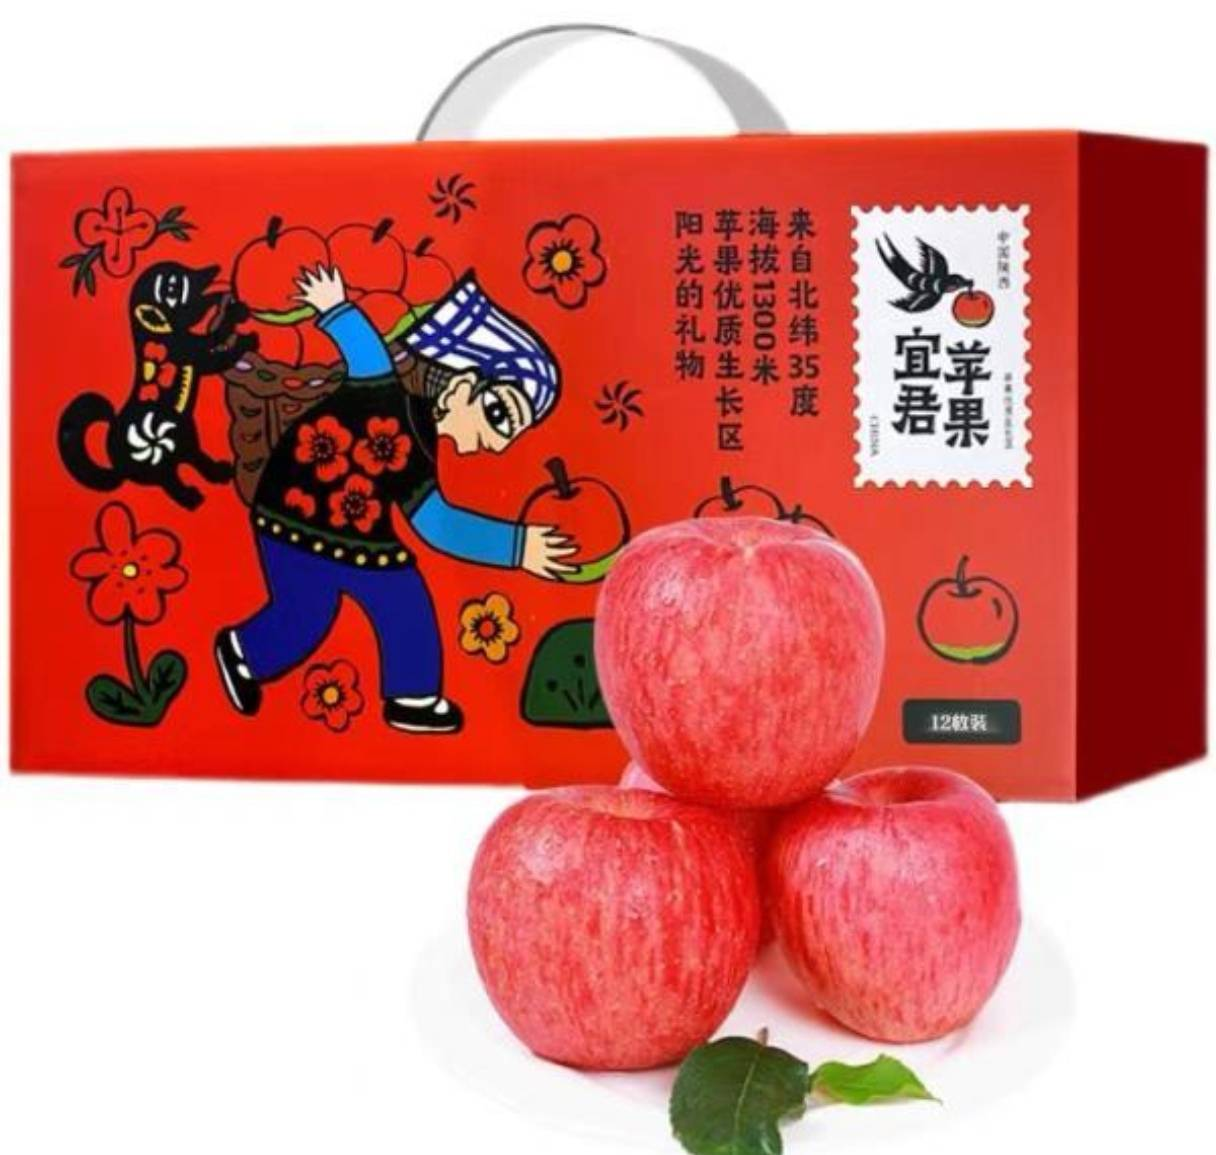 来自北纬35度
海拔1300米
苹果优质生长区
阳光的礼物
中国陕西
苹果
宜君
CHINA
12枚装